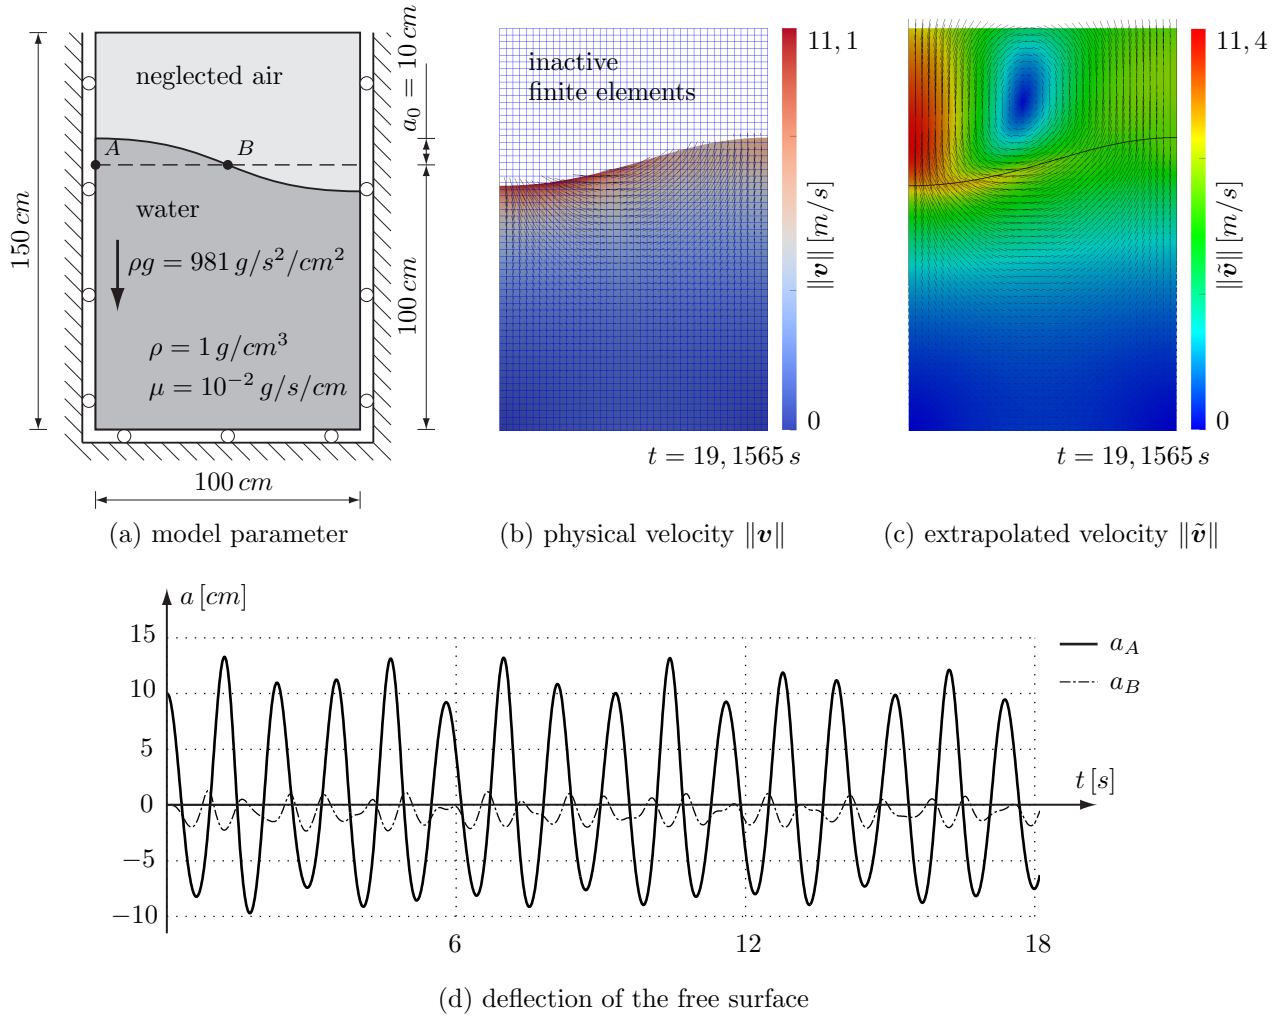 neglected air
A
B
water
ρg = 981 g/s²/cm²
ρ = 1 g/cm³
μ = 10⁻² g/s/cm
150 cm
a₀ = 10 cm
100 cm
100 cm
(a) model parameter
inactive
finite elements
11, 1
‖v‖ [m/s]
0
t = 19, 1565 s
(b) physical velocity ‖v‖
11, 4
‖ṽ‖ [m/s]
0
t = 19, 1565 s
(c) extrapolated velocity ‖ṽ‖
a [cm]
15
10
5
0
−5
−10
6
12
18
t [s]
a_A
a_B
(d) deflection of the free surface